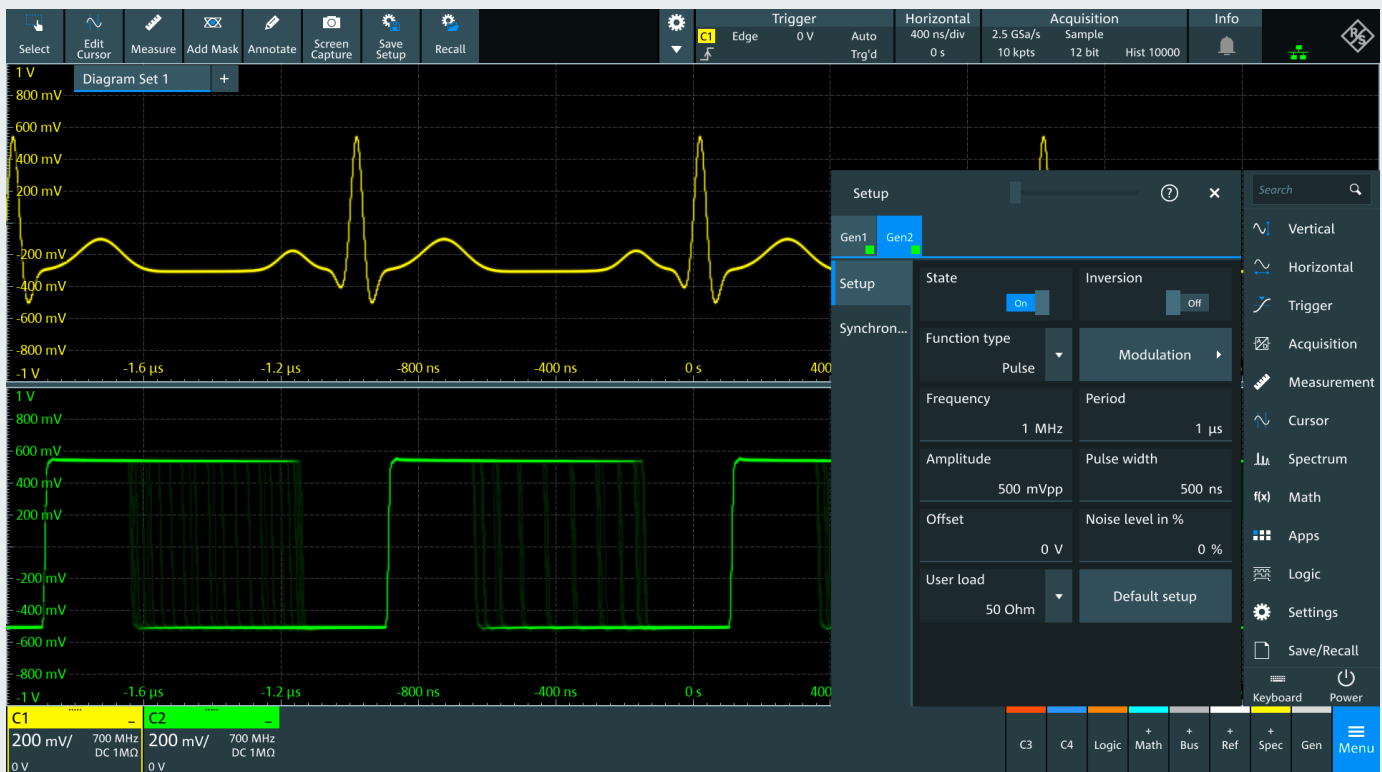 Select
Edit
Cursor
Measure
Add Mask
Annotate
Screen
Capture
Save
Setup
Recall
Trigger
C1 Edge 0 V Auto
Trg'd
Horizontal
400 ns/div
0 s
Acquisition
2.5 GSa/s Sample
10 kpts 12 bit Hist 10000
Info
R&S
Diagram Set 1 +
1 V
800 mV
600 mV
400 mV
200 mV
-200 mV
-400 mV
-600 mV
-800 mV
-1 V
-1.6 µs -1.2 µs -800 ns -400 ns 0 s 400
1 V
800 mV
600 mV
400 mV
200 mV
-200 mV
-400 mV
-600 mV
-800 mV
-1 V
-1.6 µs -1.2 µs -800 ns -400 ns 0 s 400
Setup ? ×
Gen1 Gen2
Setup
Synchron...
State
On
Inversion
Off
Function type
Pulse
Modulation
Frequency
1 MHz
Period
1 µs
Amplitude
500 mVpp
Pulse width
500 ns
Offset
0 V
Noise level in %
0 %
User load
50 Ohm
Default setup
Search
Vertical
Horizontal
Trigger
Acquisition
Measurement
Cursor
Spectrum
f(x) Math
Apps
Logic
Settings
Save/Recall
Keyboard Power
C1
200 mV/ 700 MHz
DC 1MΩ
0 V
C2
200 mV/ 700 MHz
DC 1MΩ
0 V
C3
C4
Logic
+
Math
+
Bus
+
Ref
+
Spec
Gen
Menu